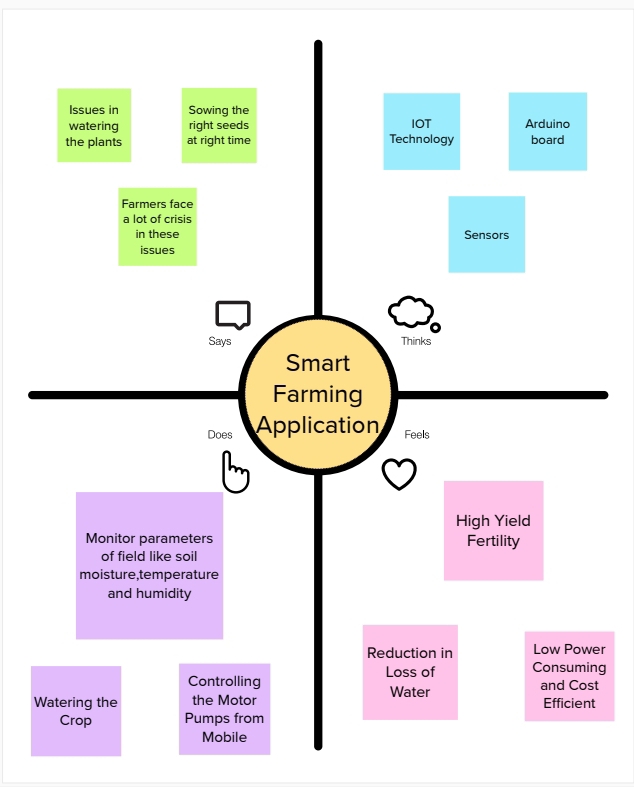 Issues in
watering
the plants
Sowing the
right seeds
at right time
Farmers face
a lot of crisis
in these
issues
IOT
Technology
Arduino
board
Sensors
Says
Thinks
Smart
Farming
Application
Does
Feels
Monitor parameters
of field like soil
moisture,temperature
and humidity
Watering the
Crop
Controlling
the Motor
Pumps from
Mobile
High Yield
Fertility
Reduction in
Loss of
Water
Low Power
Consuming
and Cost
Efficient